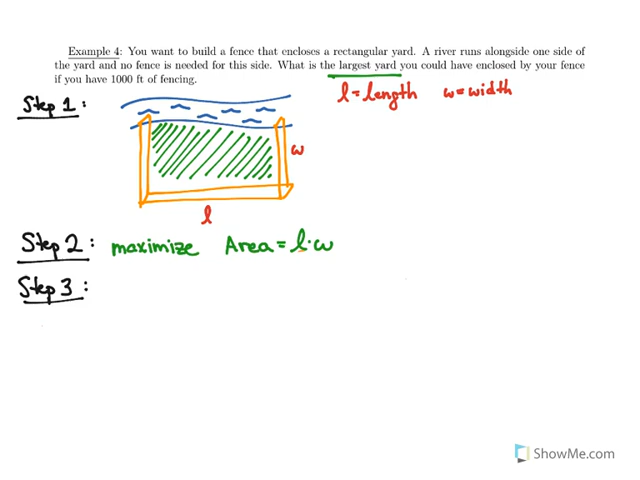 Example 4: You want to build a fence that encloses a rectangular yard. A river runs alongside one side of
the yard and no fence is needed for this side. What is the largest yard you could have enclosed by your fence
if you have 1000 ft of fencing.
Step 1:
l = length w = width
w
l
Step 2: maximize Area = l·w
Step 3:
ShowMe.com